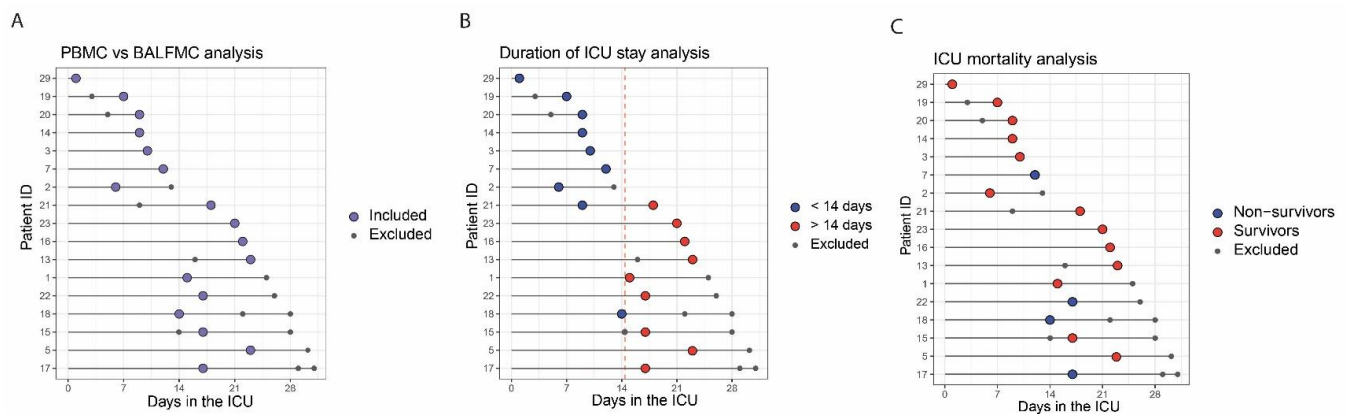 A
PBMC vs BALFMC analysis
Patient ID
29
19
20
14
3
7
2
21
23
16
13
1
22
18
15
5
17
0 7 14 21 28
Days in the ICU
Included
Excluded
B
Duration of ICU stay analysis
Patient ID
29
19
20
14
3
7
2
21
23
16
13
1
22
18
15
5
17
0 7 14 21 28
Days in the ICU
< 14 days
> 14 days
Excluded
C
ICU mortality analysis
Patient ID
29
19
20
14
3
7
2
21
23
16
13
1
22
18
15
5
17
0 7 14 21 28
Days in the ICU
Non-survivors
Survivors
Excluded